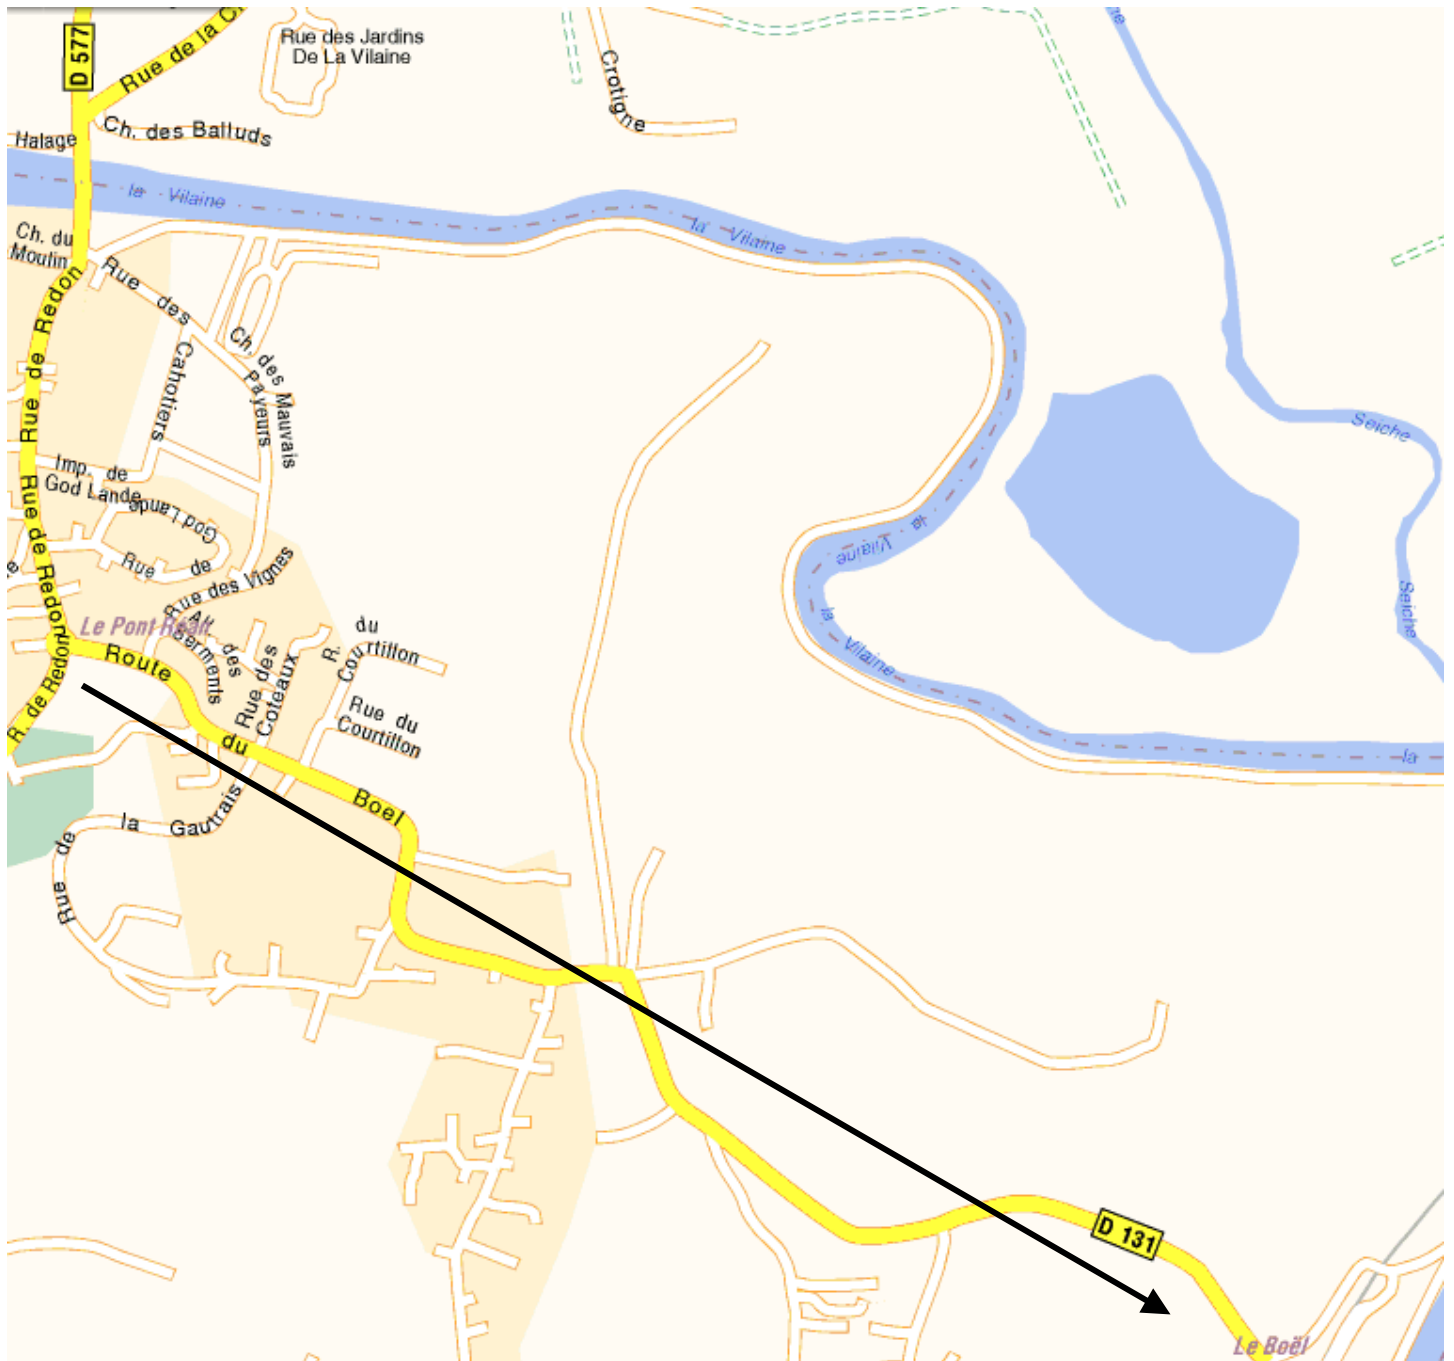 D 577
Rue de la C
Rue des Jardins
De La Vilaine
Crotigne
Ch. des Balluds
Halage
la Vilaine
la Vilaine
Ch. du
Moulin
Rue des
Cahotiers
Rue de Redon
Ch. des Mauvais
Payeurs
Seiche
Imp. de
God Lande
God Lande
Rue de
Rue de Redon
la Vilaine
Rue des Vignes
Seiche
Le Pont Réan
All. des
Serments
Rue des
Coteaux
R. du
Courtillon
la Vilaine
Route du Boel
R. de Redon
Rue du
Courtillon
la
Rue de la Gautrais
D 131
Le Boël